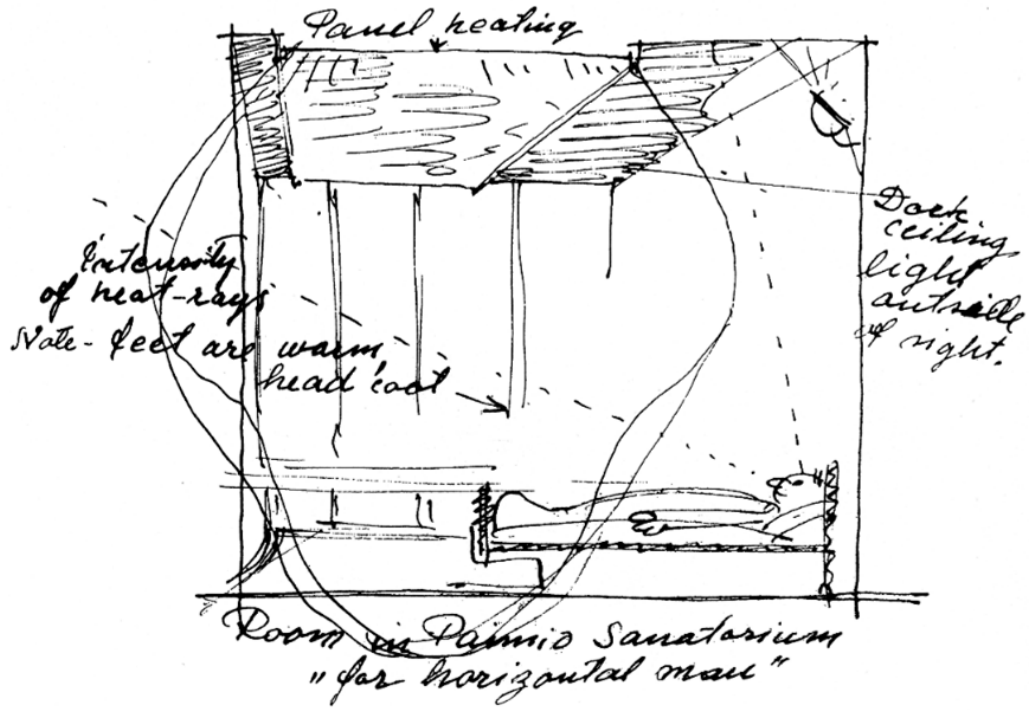 Panel heating
Intensity
of heat-rays
Note - feet are warm,
head cool
Dark
ceiling
light
outside
of sight.
Room in Paimio Sanatorium
"for horizontal man"